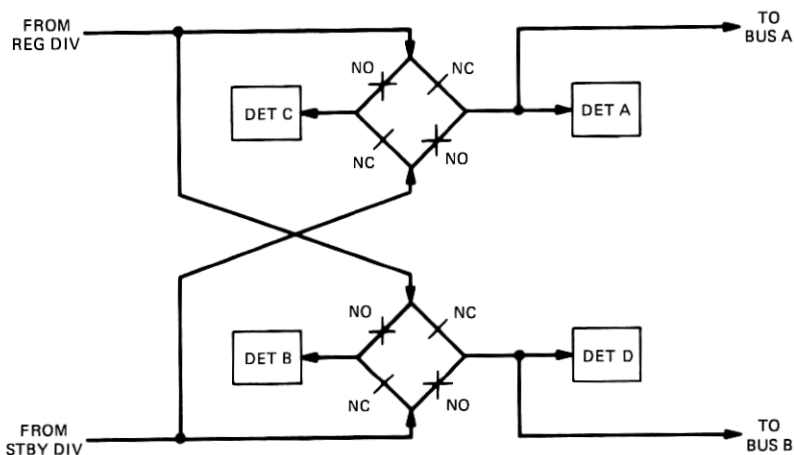 FROM
REG DIV
TO
BUS A
NO
NC
DET C
DET A
NC
NO
NO
NC
DET B
DET D
NC
NO
FROM
STBY DIV
TO
BUS B